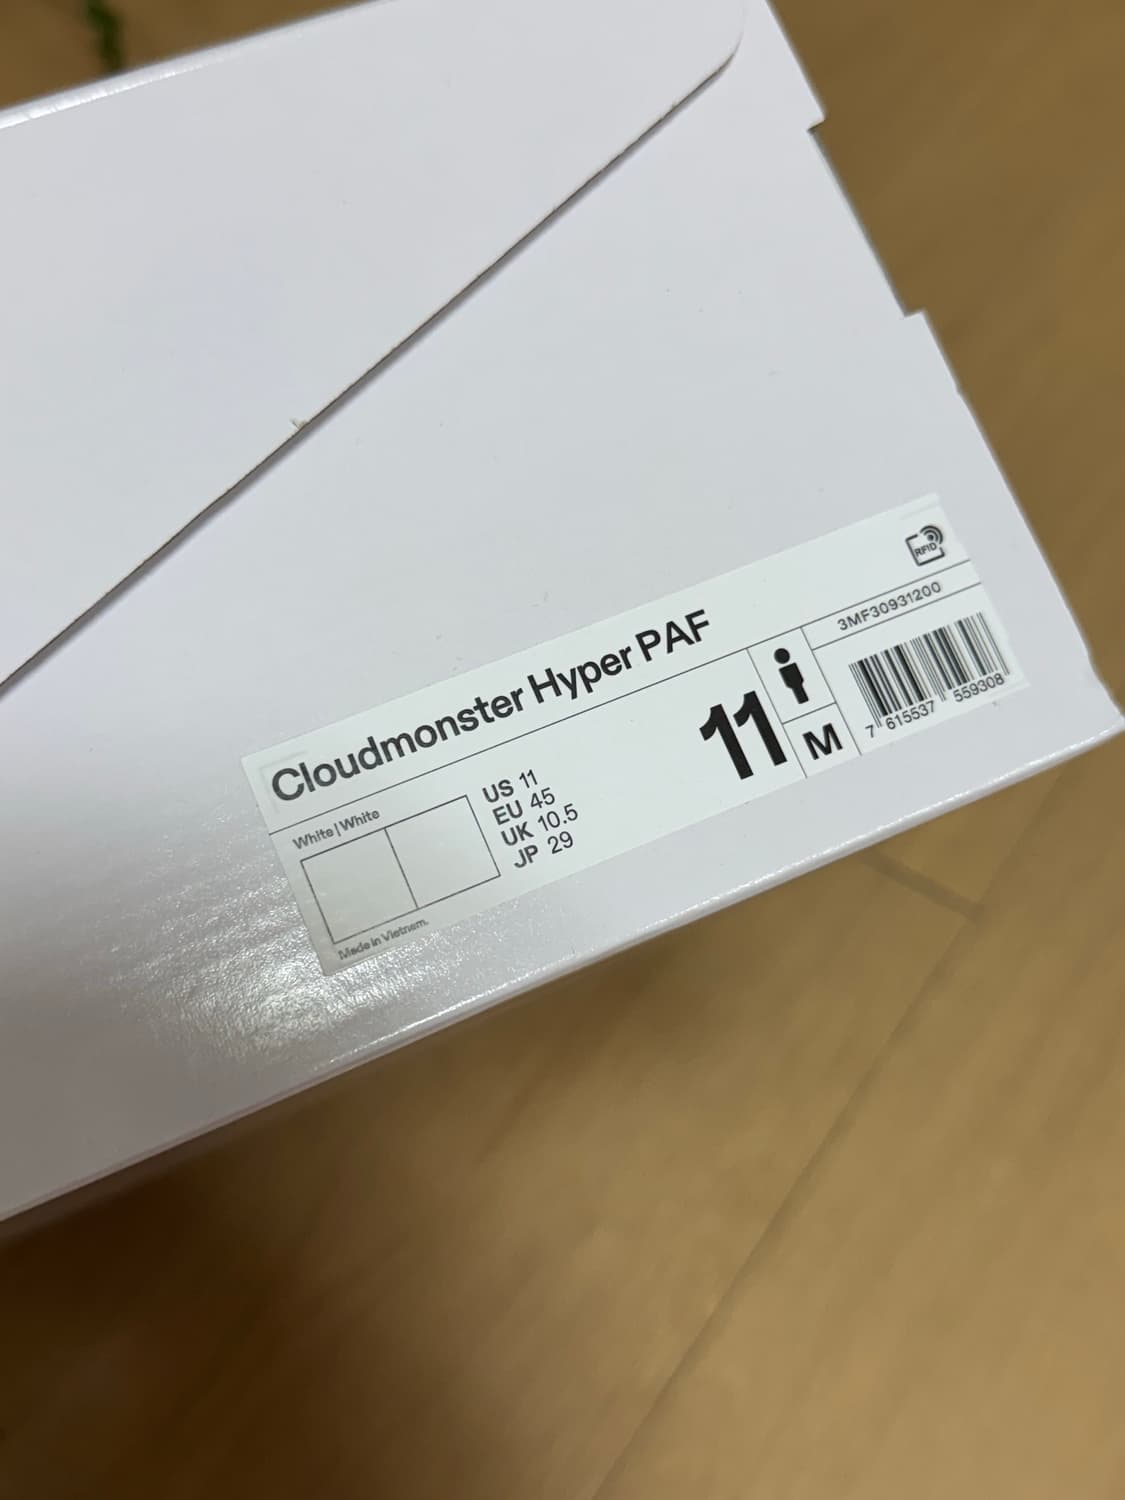 RFID
Cloudmonster Hyper PAF
3MF30931200
White | White
US 11
EU 45
UK 10.5
JP 29
11
M
7 615537 559308
Made in Vietnam.